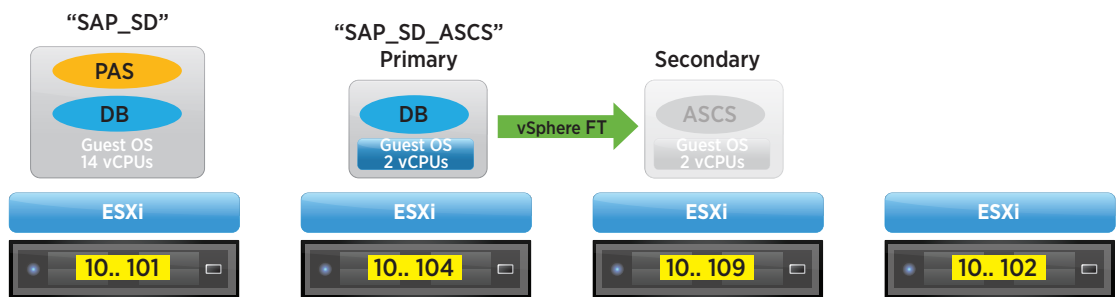 “SAP_SD”
PAS
DB
Guest OS
14 vCPUs
“SAP_SD_ASCS”
Primary
DB
Guest OS
2 vCPUs
vSphere FT
Secondary
ASCS
Guest OS
2 vCPUs
ESXi
ESXi
ESXi
ESXi
10.. 101
10.. 104
10.. 109
10.. 102